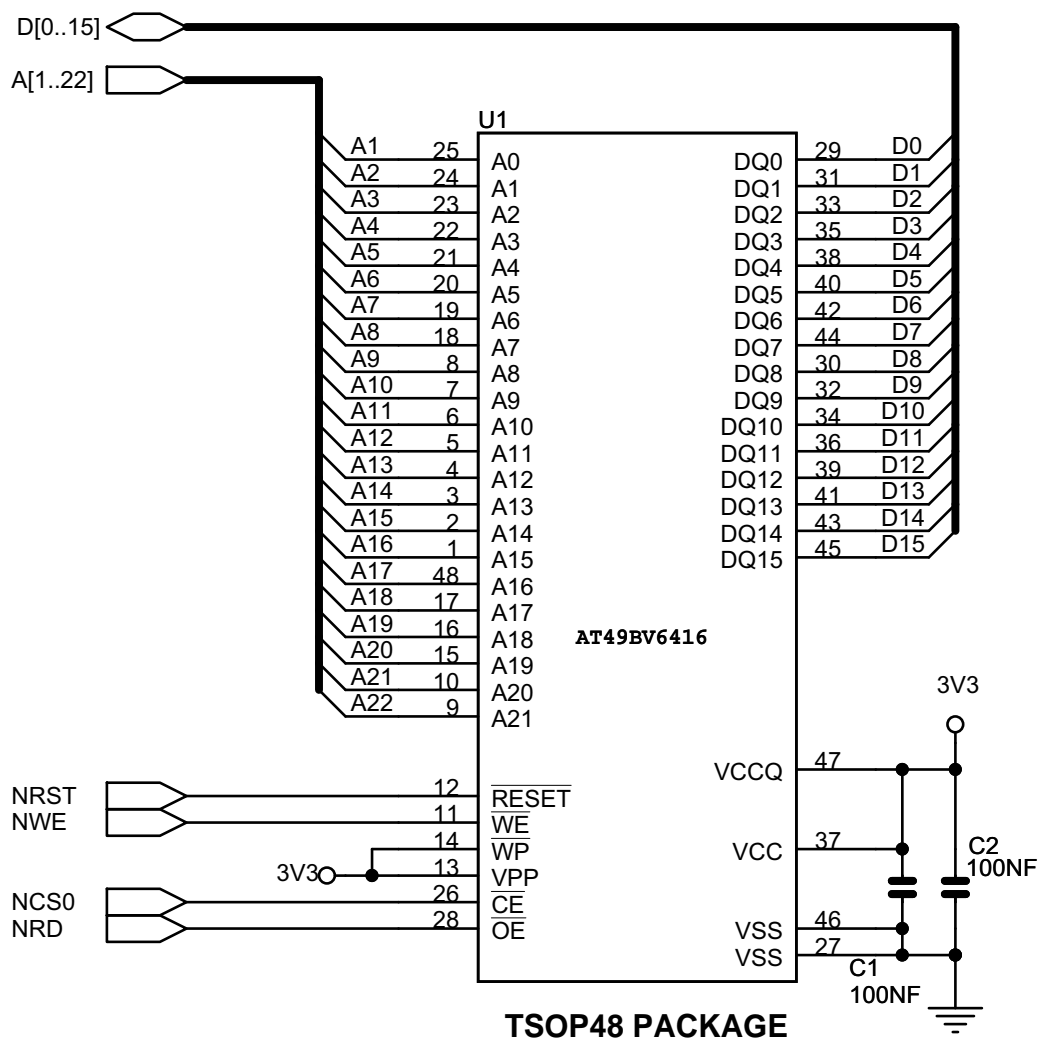 D[0..15]
A[1..22]
U1
A1 25 A0 DQ0 29 D0
A2 24 A1 DQ1 31 D1
A3 23 A2 DQ2 33 D2
A4 22 A3 DQ3 35 D3
A5 21 A4 DQ4 38 D4
A6 20 A5 DQ5 40 D5
A7 19 A6 DQ6 42 D6
A8 18 A7 DQ7 44 D7
A9 8 A8 DQ8 30 D8
A10 7 A9 DQ9 32 D9
A11 6 A10 DQ10 34 D10
A12 5 A11 DQ11 36 D11
A13 4 A12 DQ12 39 D12
A14 3 A13 DQ13 41 D13
A15 2 A14 DQ14 43 D14
A16 1 A15 DQ15 45 D15
A17 48 A16
A18 17 A17
A19 16 A18 AT49BV6416
A20 15 A19
A21 10 A20 3V3
A22 9 A21
VCCQ 47
NRST 12 RESET
NWE 11 WE
14 WP VCC 37 C2
3V3 13 VPP 100NF
NCS0 26 CE
NRD 28 OE VSS 46
VSS 27 C1
100NF
TSOP48 PACKAGE